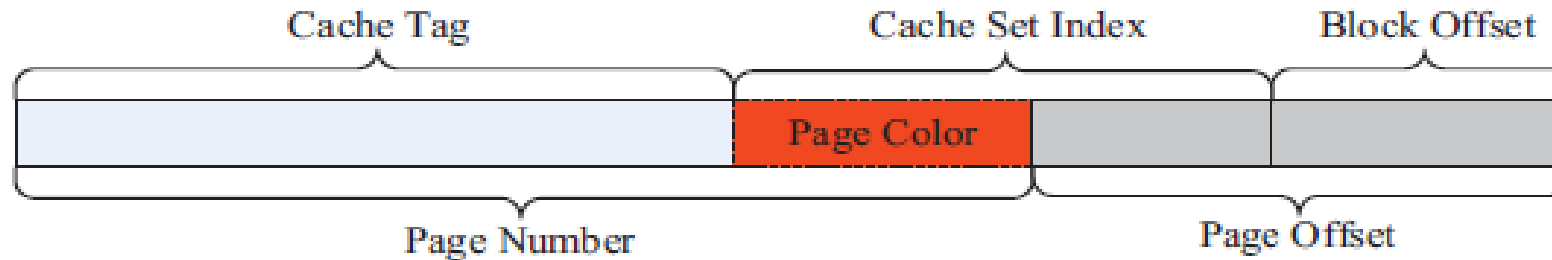 Cache Tag
Cache Set Index
Block Offset
Page Color
Page Number
Page Offset